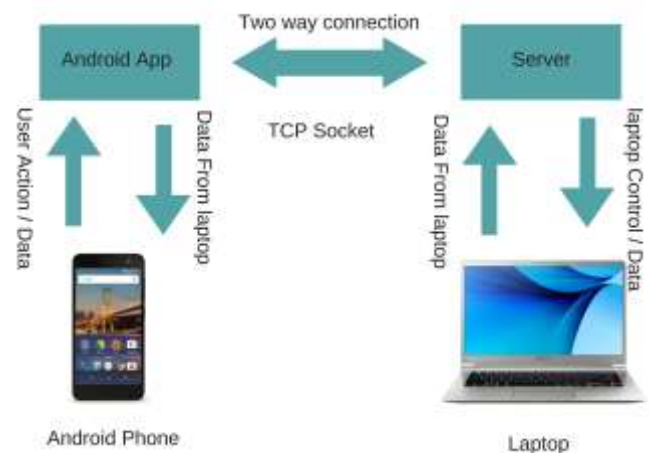 Two way connection
Android App
Server
TCP Socket
User Action / Data
Data From laptop
Data From laptop
laptop Control / Data
Android Phone
Laptop